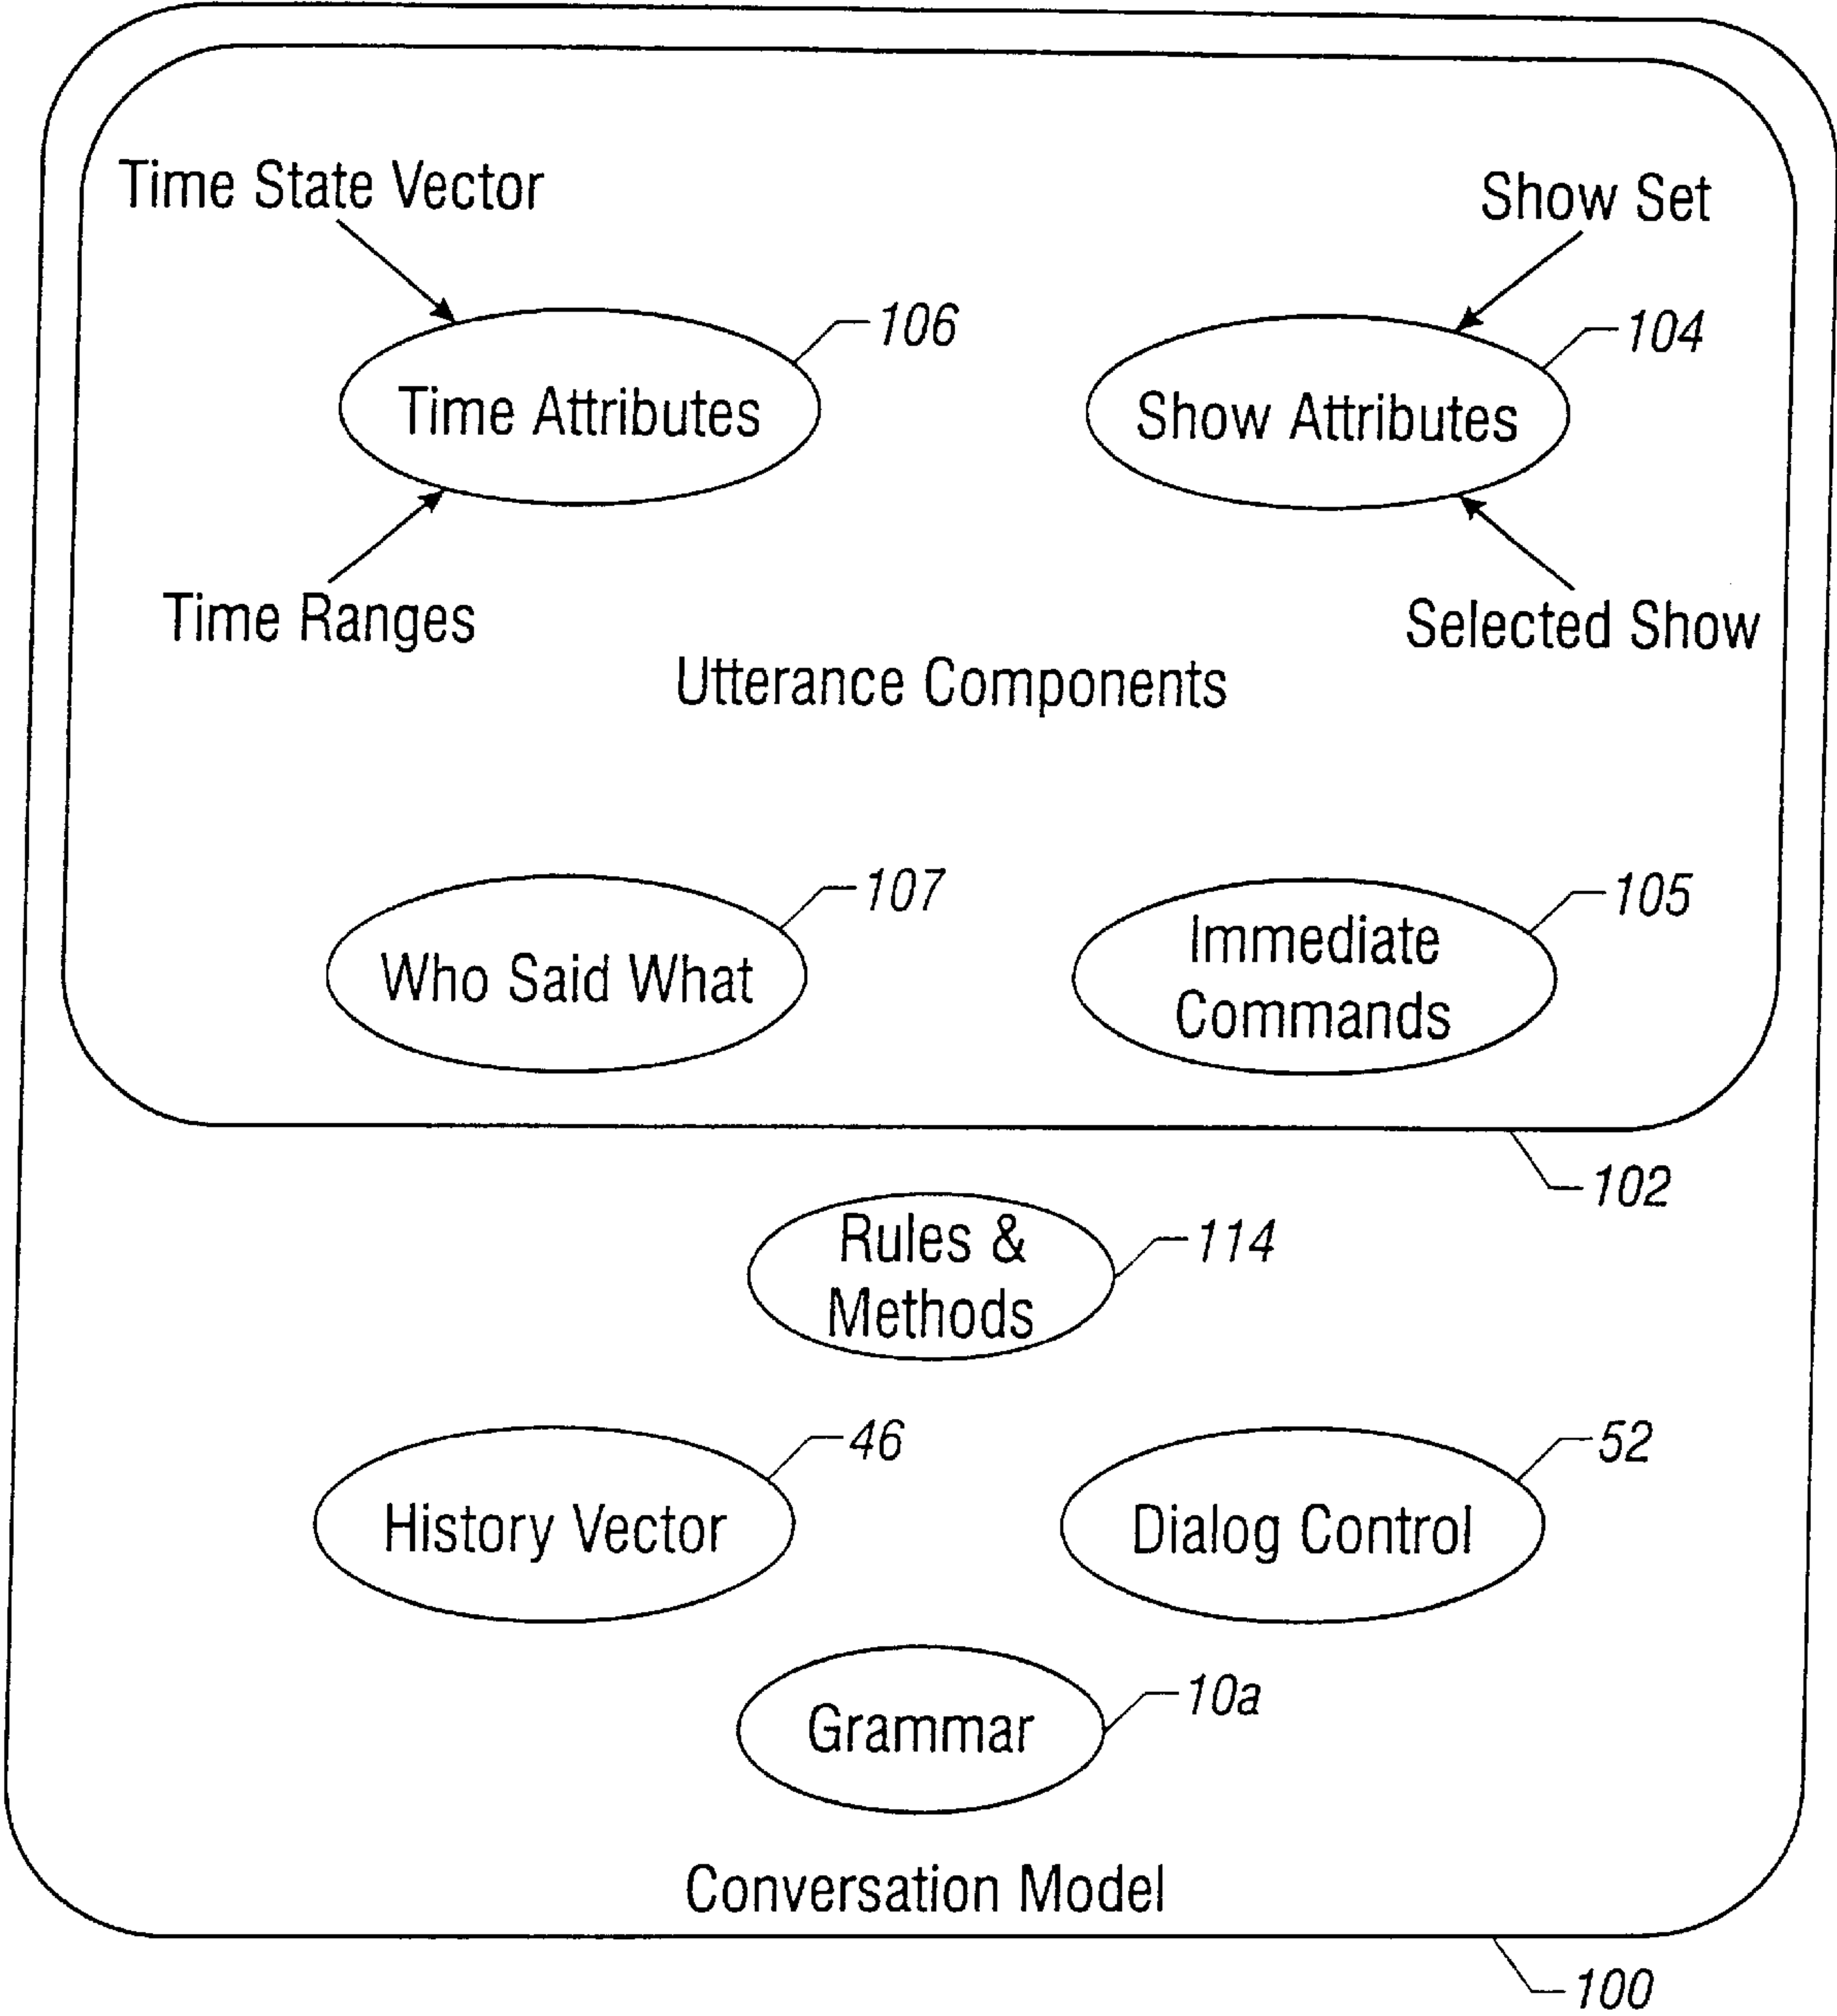 Time State Vector
Show Set
106
104
Time Attributes
Show Attributes
Time Ranges
Selected Show
Utterance Components
107
105
Who Said What
Immediate
Commands
102
Rules &
Methods
114
46
52
History Vector
Dialog Control
10a
Grammar
Conversation Model
100